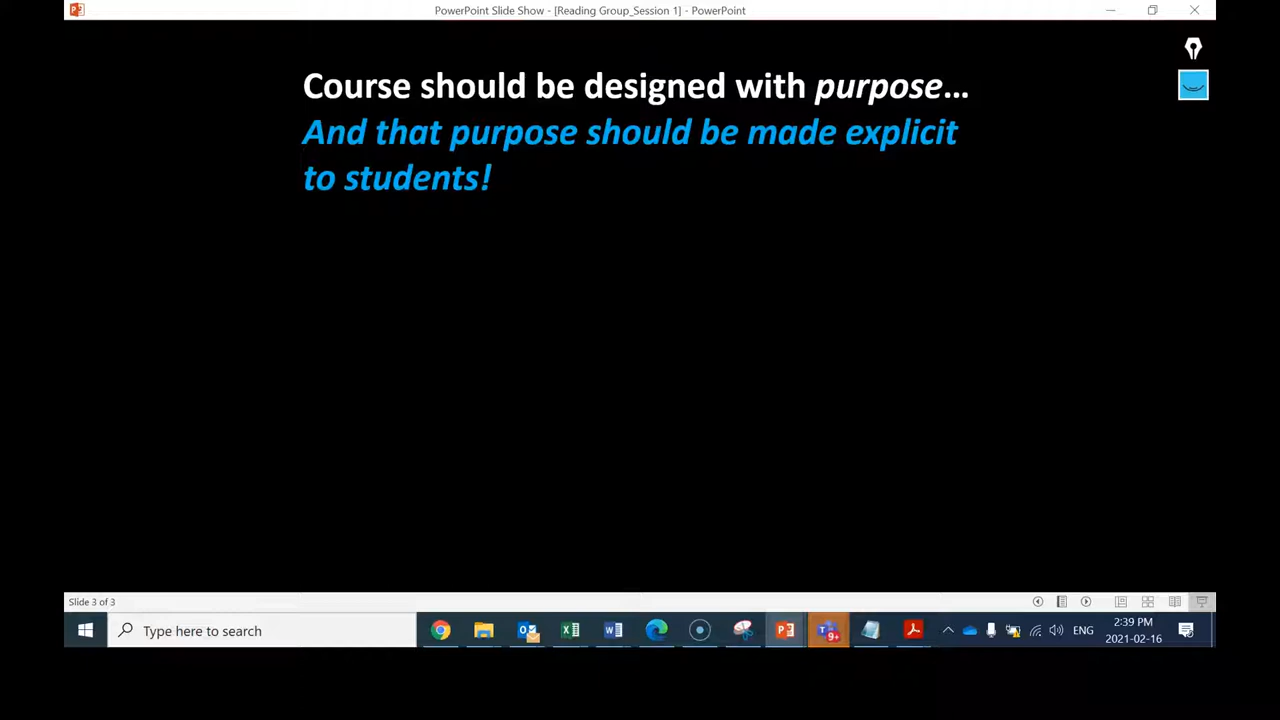 PowerPoint Slide Show - [Reading Group_Session 1] - PowerPoint
Course should be designed with purpose...
And that purpose should be made explicit
to students!
Slide 3 of 3
Type here to search
9+
ENG
2:39 PM
2021-02-16